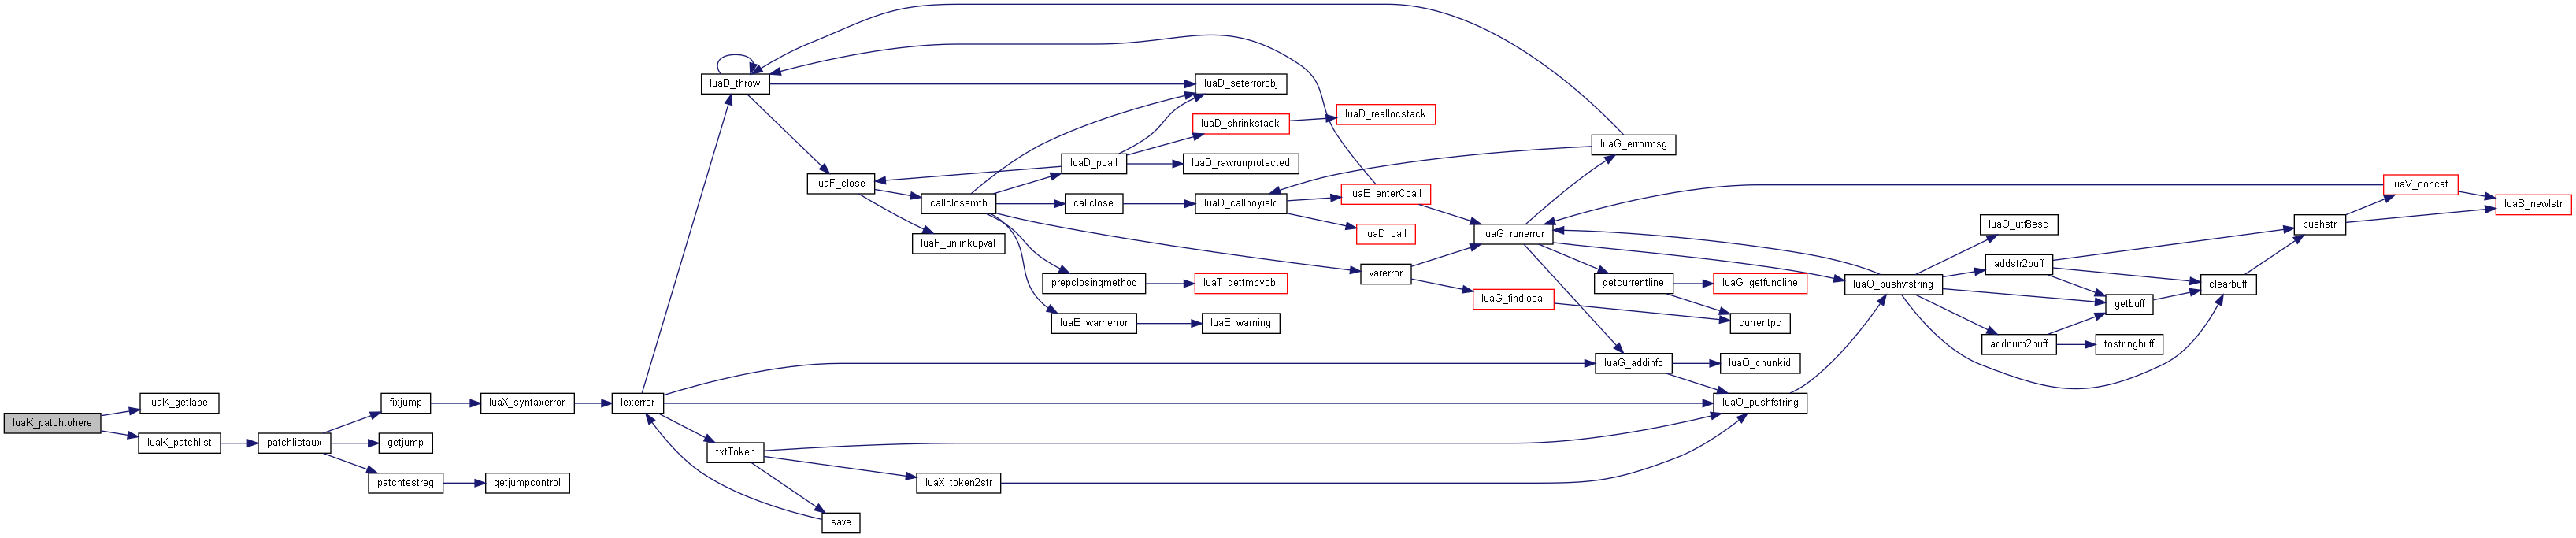 luaK_patchtohere
luaK_getlabel
luaK_patchlist
patchlistaux
fixjump
getjump
patchtestreg
luaX_syntaxerror
getjumpcontrol
lexerror
luaD_throw
txtToken
luaF_close
save
callclosemth
luaF_unlinkupval
luaX_token2str
luaD_pcall
callclose
prepclosingmethod
luaE_warnerror
luaD_seterrorobj
luaD_shrinkstack
luaD_rawrunprotected
luaD_callnoyield
luaT_gettmbyobj
luaE_warning
luaD_reallocstack
luaE_enterCcall
luaD_call
varerror
luaG_runerror
luaG_findlocal
luaG_errormsg
getcurrentline
luaG_addinfo
luaG_getfuncline
currentpc
luaO_chunkid
luaO_pushfstring
luaO_pushvfstring
luaO_utf8esc
addstr2buff
addnum2buff
getbuff
tostringbuff
clearbuff
pushstr
luaV_concat
luaS_newlstr